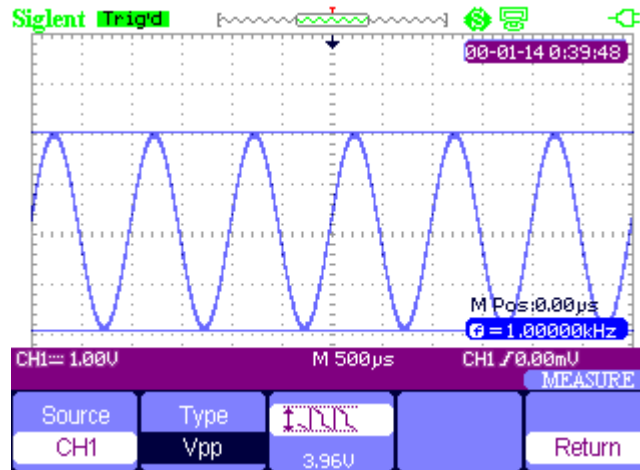 Siglent Trig'd
T
00-01-14 0:39:48
M Pos:0.00µs
f = 1.00000kHz
CH1 1.00V M 500µs CH1 0.00mV
MEASURE
Source Type
CH1 Vpp 3.96V Return